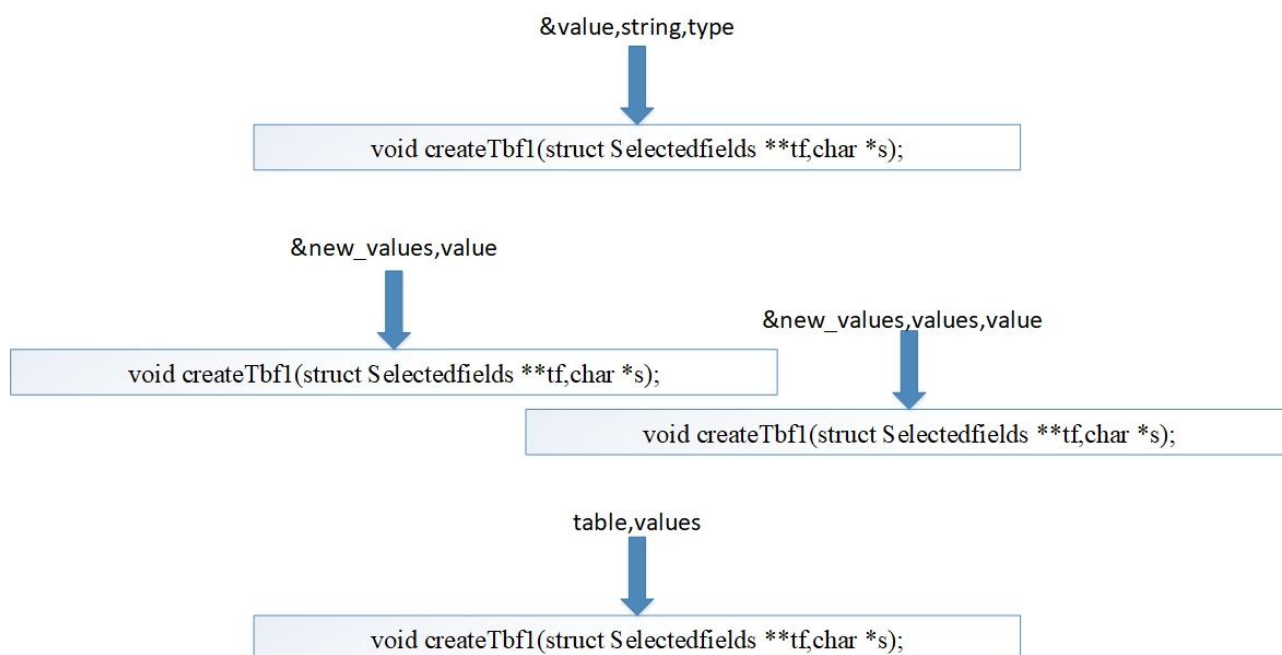 &value,string,type
void createTbf1(struct Selectedfields **tf,char *s);
&new_values,value
&new_values,values,value
void createTbf1(struct Selectedfields **tf,char *s);
void createTbf1(struct Selectedfields **tf,char *s);
table,values
void createTbf1(struct Selectedfields **tf,char *s);